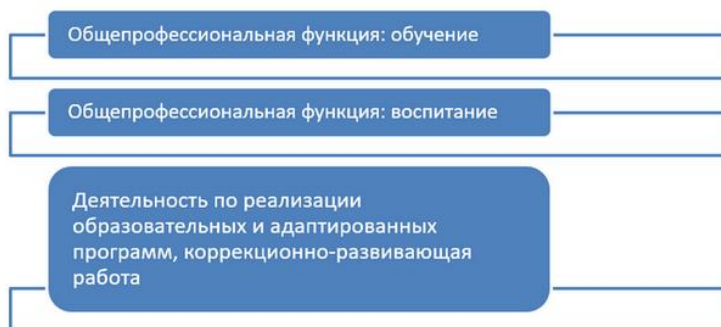 Общепрофессиональная функция: обучение
Общепрофессиональная функция: воспитание
Деятельность по реализации
образовательных и адаптированных
программ, коррекционно-развивающая
работа